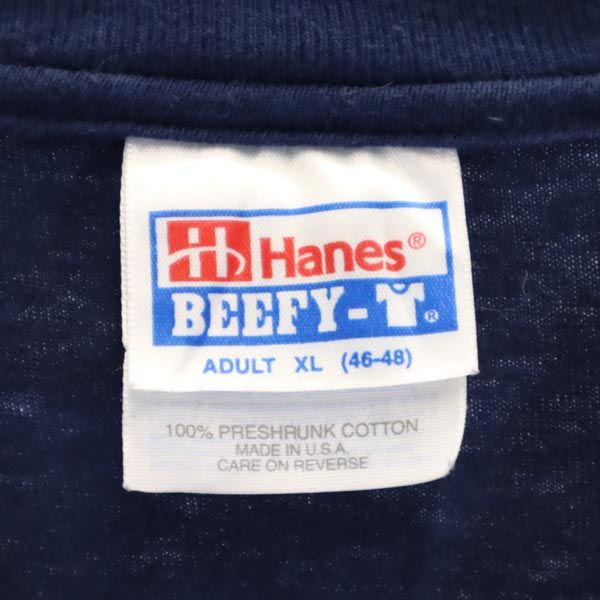 H Hanes®
BEEFY-T®
ADULT XL (46-48)
100% PRESHRUNK COTTON
MADE IN U.S.A.
CARE ON REVERSE